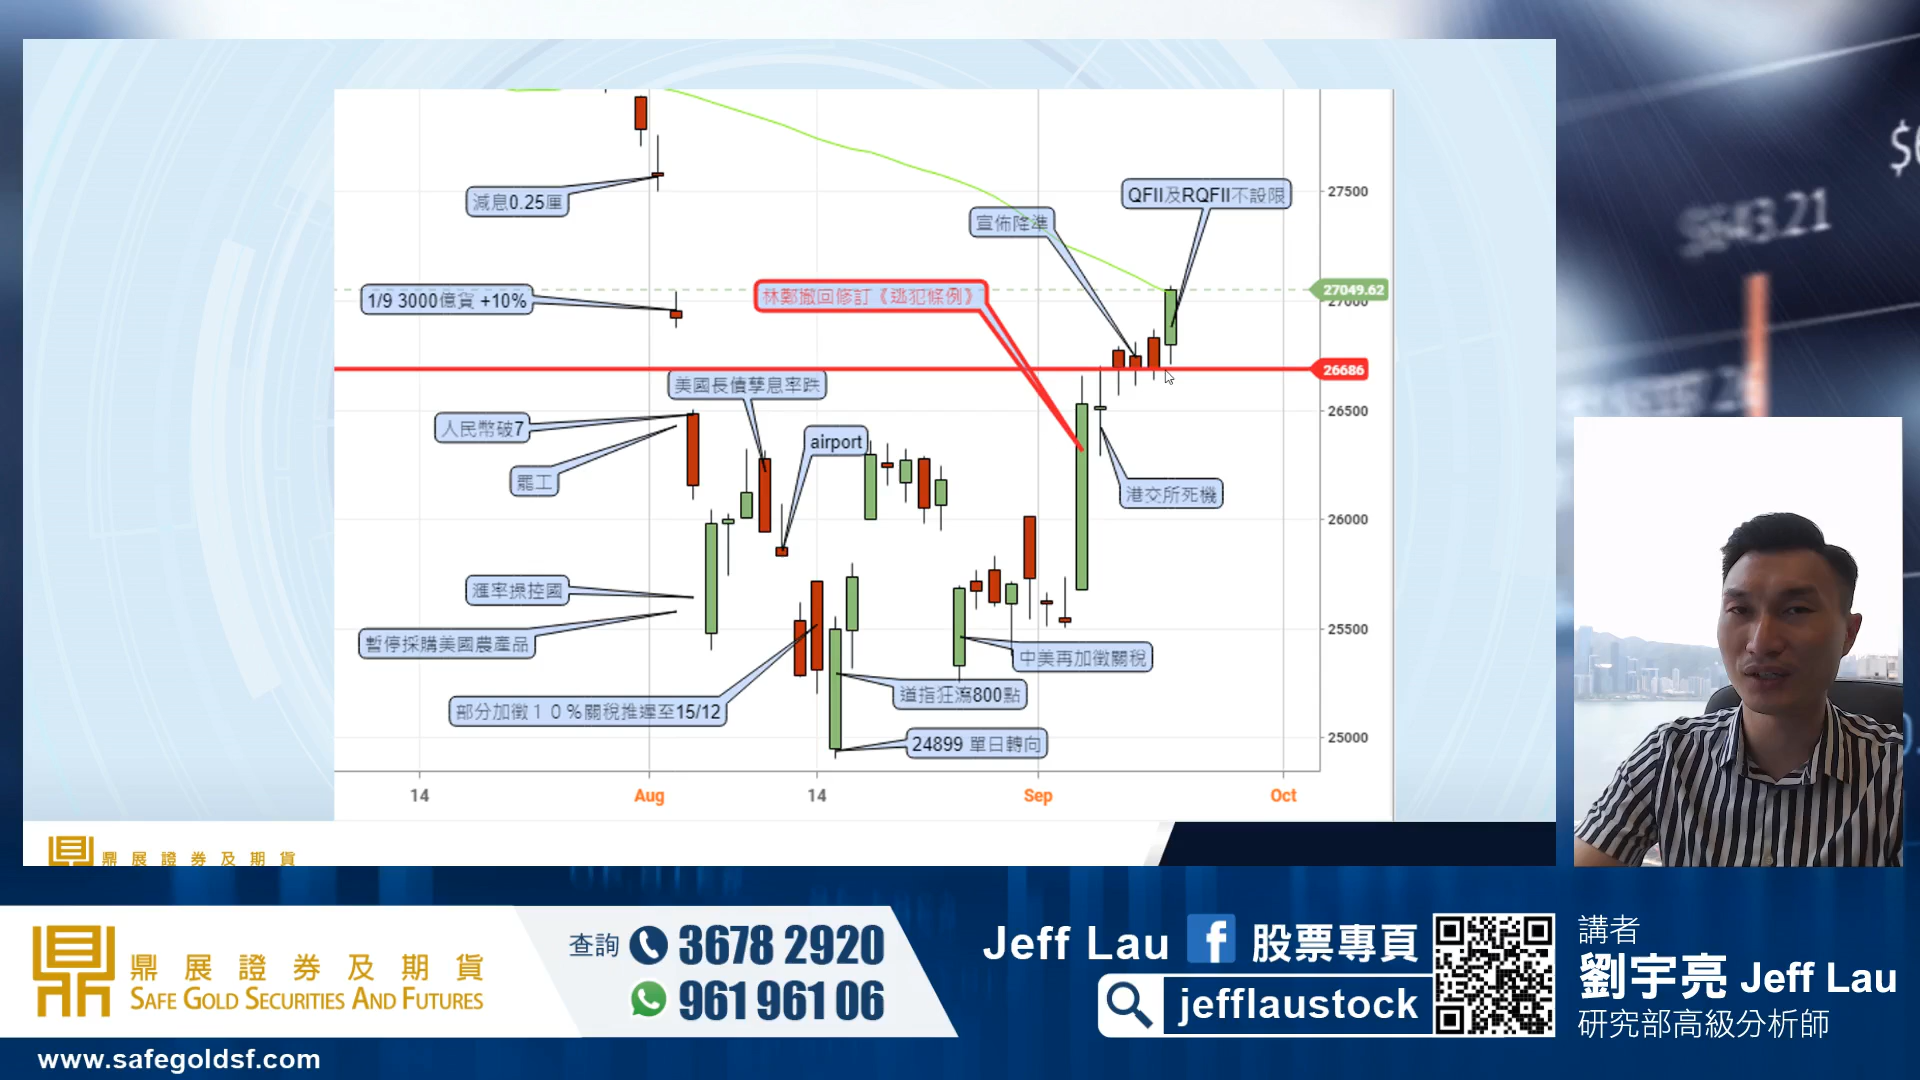 減息0.25厘
1/9 3000億貨 +10%
林鄭撤回修訂《逃犯條例》
宣佈降準
QFII及RQFII不設限
27500
27049.62
27000
26686
26500
26000
25500
25000
美國長債孳息率跌
人民幣破7
罷工
airport
港交所死機
滙率操控國
暫停採購美國農產品
中美再加徵關稅
道指狂瀉800點
部分加徵10%關稅推遲至15/12
24899 單日轉向
14
Aug
14
Sep
Oct
$6
鼎展證券及期貨
鼎展證券及期貨
SAFE GOLD SECURITIES AND FUTURES
www.safegoldsf.com
查詢 3678 2920
961 961 06
Jeff Lau f 股票專頁
jefflaustock
講者
劉宇亮 Jeff Lau
研究部高級分析師